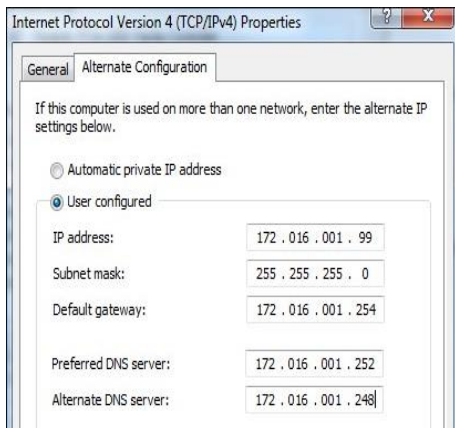 Internet Protocol Version 4 (TCP/IPv4) Properties
? X
General Alternate Configuration
If this computer is used on more than one network, enter the alternate IP
settings below.
Automatic private IP address
User configured
IP address: 172 . 016 . 001 . 99
Subnet mask: 255 . 255 . 255 . 0
Default gateway: 172 . 016 . 001 . 254
Preferred DNS server: 172 . 016 . 001 . 252
Alternate DNS server: 172 . 016 . 001 . 248